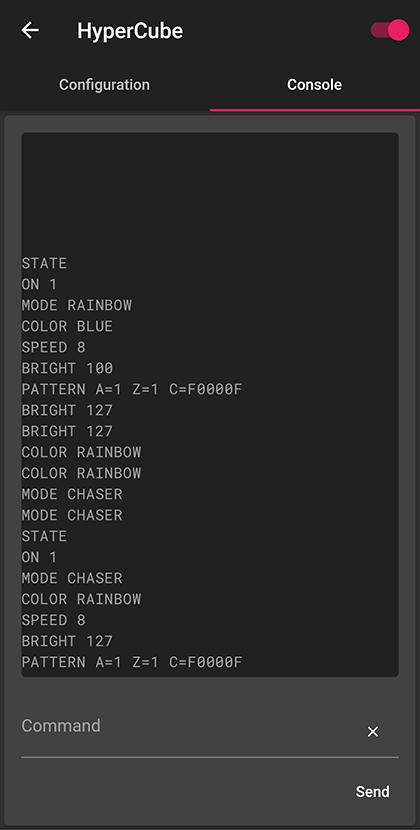 HyperCube
Configuration Console
STATE
ON 1
MODE RAINBOW
COLOR BLUE
SPEED 8
BRIGHT 100
PATTERN A=1 Z=1 C=F0000F
BRIGHT 127
BRIGHT 127
COLOR RAINBOW
COLOR RAINBOW
MODE CHASER
MODE CHASER
STATE
ON 1
MODE CHASER
COLOR RAINBOW
SPEED 8
BRIGHT 127
PATTERN A=1 Z=1 C=F0000F
Command
Send